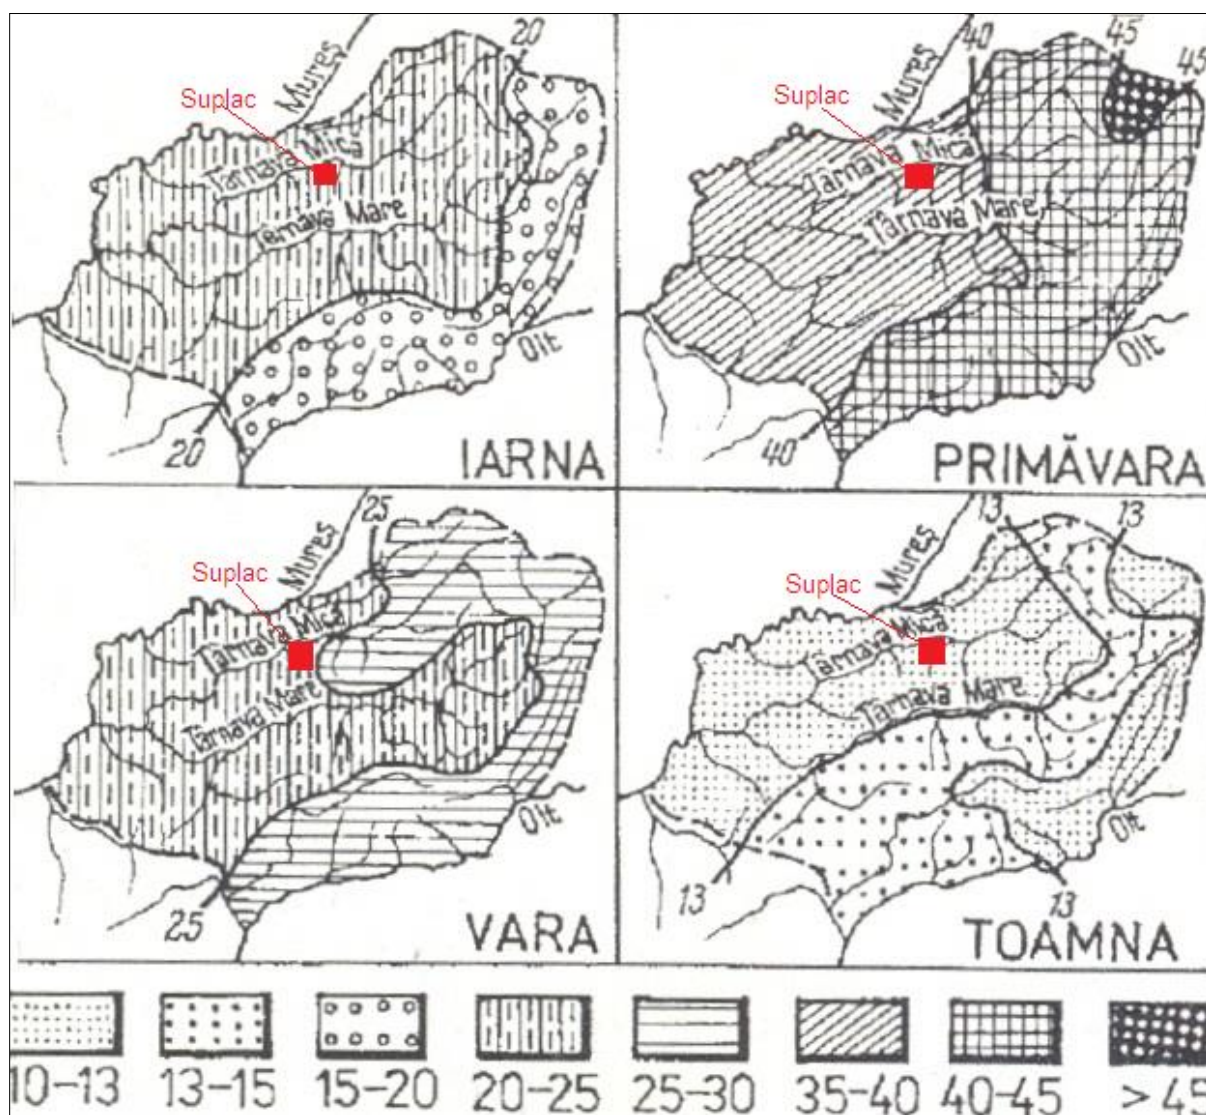 20
Mureș
Suplac
Târnava Mică
Târnava Mare
Olt
20
IARNA
40
45
45
Mureș
Suplac
Târnava Mică
Târnava Mare
Olt
40
PRIMĂVARA
25
Mureș
Suplac
Târnava Mică
Târnava Mare
Olt
25
VARA
13
13
Mureș
Suplac
Târnava Mică
Târnava Mare
Olt
13
13
TOAMNA
10-13 13-15 15-20 20-25 25-30 35-40 40-45 >45